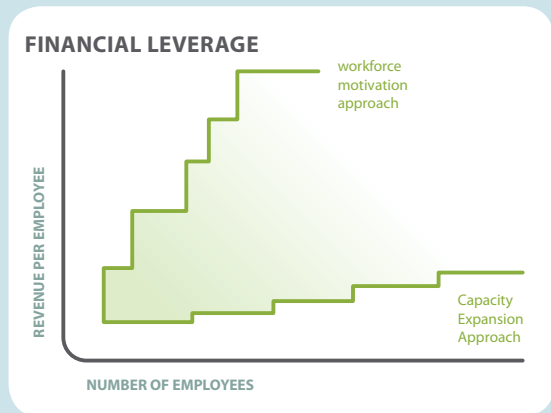 FINANCIAL LEVERAGE
workforce
motivation
approach
REVENUE PER EMPLOYEE
Capacity
Expansion
Approach
NUMBER OF EMPLOYEES